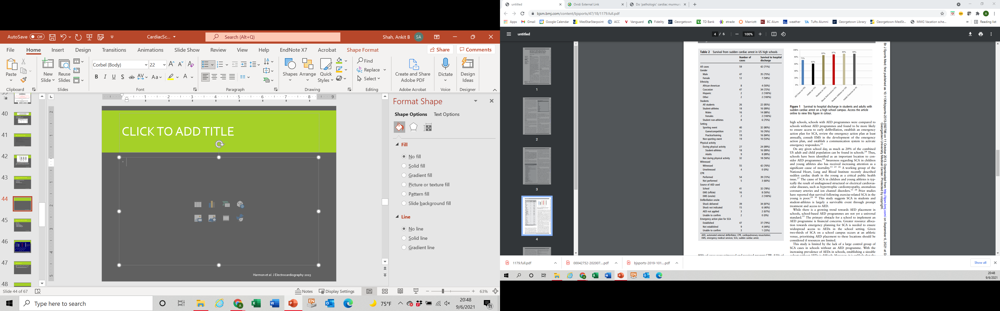 AutoSave Off CardiacSc... Search (Alt+Q) Shah, Ankit B SA
File Home Insert Design Transitions Animations Slide Show Review View Help EndNote X7 Acrobat Shape Format Share Comments
Paste
Clipboard
New Slide
Reuse Slides
Slides
Corbel (Body) 22
Font
Paragraph
Shapes Arrange Quick Styles
Drawing
Find
Replace
Select
Editing
Create and Share Adobe PDF
Adobe Acrobat
Dictate
Voice
Design Ideas
Designer
40
41
42
43
44
45
46
47
48
CLICK TO ADD TITLE
Harmon et al. J Electrocardiography 2015
Format Shape
Shape Options Text Options
Fill
No fill
Solid fill
Gradient fill
Picture or texture fill
Pattern fill
Slide background fill
Line
No line
Solid line
Gradient line
Slide 44 of 67 Notes Display Settings 63%
Type here to search 75°F 20:48 9/6/2021
untitled Ovid: External Link Do 'pathologic' cardiac murmurs
bjsm.bmj.com/content/bjsports/47/18/1179.full.pdf
Apps Gmail Google Calendar MedStarStarpoint ACC Vanguard Fidelity Georgetown TD Bank etrade Marriott BC Alum weather Tufts Alumni Georgetown Library Georgetown-MedSt... MMG Vacation sche... Reading list
untitled 4 / 6 100%
1
2
3
4
Table 2 Survival from sudden cardiac arrest in US high schools
Number of cases Survival to hospital discharge
All cases 59 42 (71%)
Gender
Male 47 35 (75%)
Female 12 7 (58%)
Ethnicity
African-American 8 4 (50%)
Caucasian 47 34 (72%)
Hispanic 2 2 (100%)
Other 2 2 (100%)
Students
All students 26 22 (85%)
Student-athletes 18 16 (89%)
Males 16 14 (88%)
Females 2 2 (100%)
Student non-athletes 8 6 (75%)
Setting
Sporting event 40 32 (80%)
Game/competition 21 16 (76%)
Practice/training 19 16 (84%)
Non-sporting event 19 10 (53%)
Physical activity
During physical activity 27 24 (89%)
Student-athletes 18 16 (89%)
Adults 9 8 (89%)
Not during physical activity 32 18 (56%)
Witnessed
Witnessed 55 42 (76%)
Unwitnessed 4 0 (0%)
CPR
Performed 54 39 (72%)
Not performed 5 3 (60%)
Source of AED used
School 41 32 (78%)
EMS (offsite) 16 8 (50%)
EMS (onsite) 2 2 (100%)
Defibrillation onsite
Shock delivered 39 34 (87%)
Shock not indicated 15 6 (40%)
AED not applied 3 2 (67%)
Unable to confirm 2 0 (0%)
Emergency action plan for SCA
Established 47 37 (79%)
Not established 9 4 (44%)
Unable to confirm 3 1 (33%)
AED, automated external defibrillator; CPR, cardiopulmonary resuscitation;
EMS, emergency medical services; SCA, sudden cardiac arrest.
100%
80%
60%
40%
20%
0%
71% 61% 85% 87% 89% 89%
All Cases (n=59) Adults (n=33) Students (n=26) Shock Delivered (n=39) Student-Athletes (n=18) Adults Exercise (n=9)
Figure 1 Survival to hospital discharge in students and adults with
sudden cardiac arrest on a high school campus. Access the article
online to view this figure in colour.
high schools, schools with AED programmes were compared to
schools without AED programmes and found to be more likely
to ensure access to early defibrillation, establish an emergency
action plan for SCA, review the emergency action plan at least
annually, consult EMS in the development of the emergency
action plan, and establish a communication system to activate
emergency responders.23
On any given school day, as much as 20% of the combined
US adult and child population can be found in schools.24 Thus,
schools have been identified as an important location to con-
sider AED programmes.24 Awareness regarding SCA in children
and young athletes also has received increasing attention as a
significant cause of mortality.11 25 26 A working group of the
National Heart, Lung and Blood Institute recently described
sudden cardiac death in the young as a critical public health
issue.27 The cause of SCA in children and young athletes is typ-
ically the result of undiagnosed structural or electrical cardiovas-
cular diseases, such as hypertrophic cardiomyopathy, anomalous
coronary arteries and ion channel disorders.11 28 Prior studies
have reported that survival following exercise-related SCA in the
young is poor.29 30 This study suggests SCA in students and
student-athletes is largely a survivable event through prompt
treatment and access to AED.
While there is a growing trend towards AED placement in
schools, school-based AED programmes are not yet a universal
standard.31 The primary obstacle for a school to implement an
AED programme is financial concerns. Greater resource alloca-
tion towards emergency planning for SCA is needed to ensure
widespread access to AEDs in the school setting. Given
two-thirds of SCA on a school campus occurs at an athletic
venue, prioritising AED placement to these locations should be
considered if resources are limited.
This study is limited by the lack of a large control group of
SCA cases in schools without an AED programme. With the
increasing prevalence of AEDs in schools, establishing a sizeable
Br J Sports Med: first published as 10.1136/bjsports-2013-092786 on 11 October 2013. Downloaded from http://bjsm.bmj.com/ on September 6, 2021 at
Georgetown University Medical Center. Protected by copyright.
1179.full.pdf 00042752-202007....pdf bjsports-2019-101....pdf Show all
20:48
9/6/2021